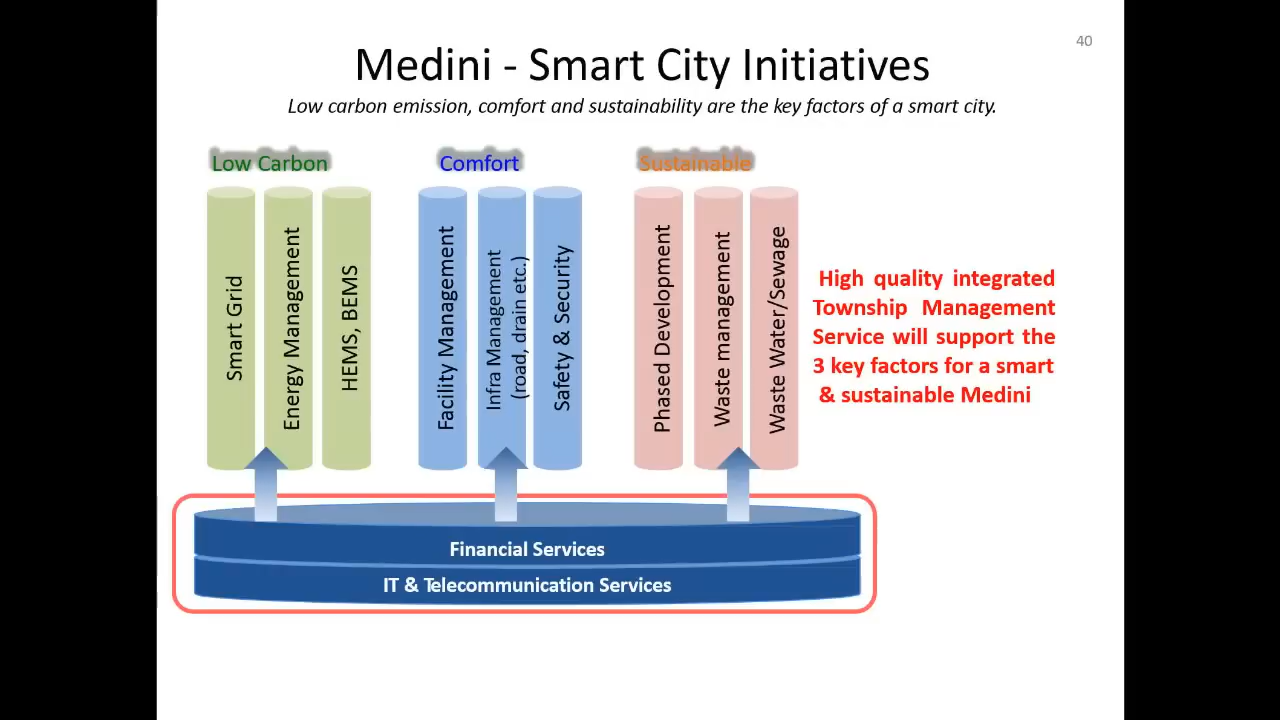 40
Medini - Smart City Initiatives
Low carbon emission, comfort and sustainability are the key factors of a smart city.
Low Carbon
Smart Grid
Energy Management
HEMS, BEMS
Comfort
Facility Management
Infra Management
(road, drain etc.)
Safety & Security
Sustainable
Phased Development
Waste management
Waste Water/Sewage
High quality integrated
Township Management
Service will support the
3 key factors for a smart
& sustainable Medini
Financial Services
IT & Telecommunication Services